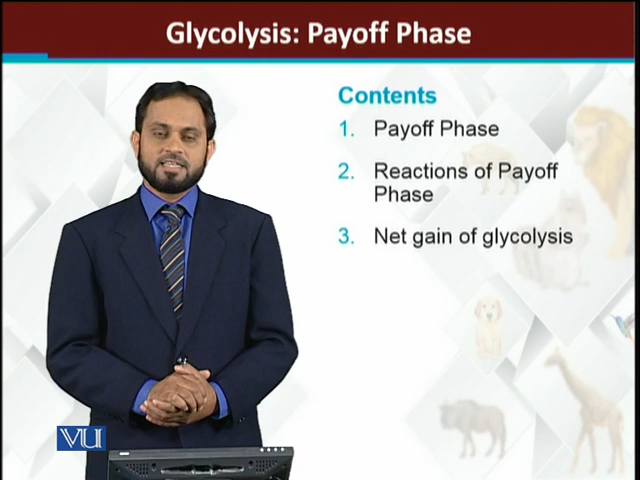 Glycolysis: Payoff Phase
Contents
1. Payoff Phase
2. Reactions of Payoff
Phase
3. Net gain of glycolysis
VU